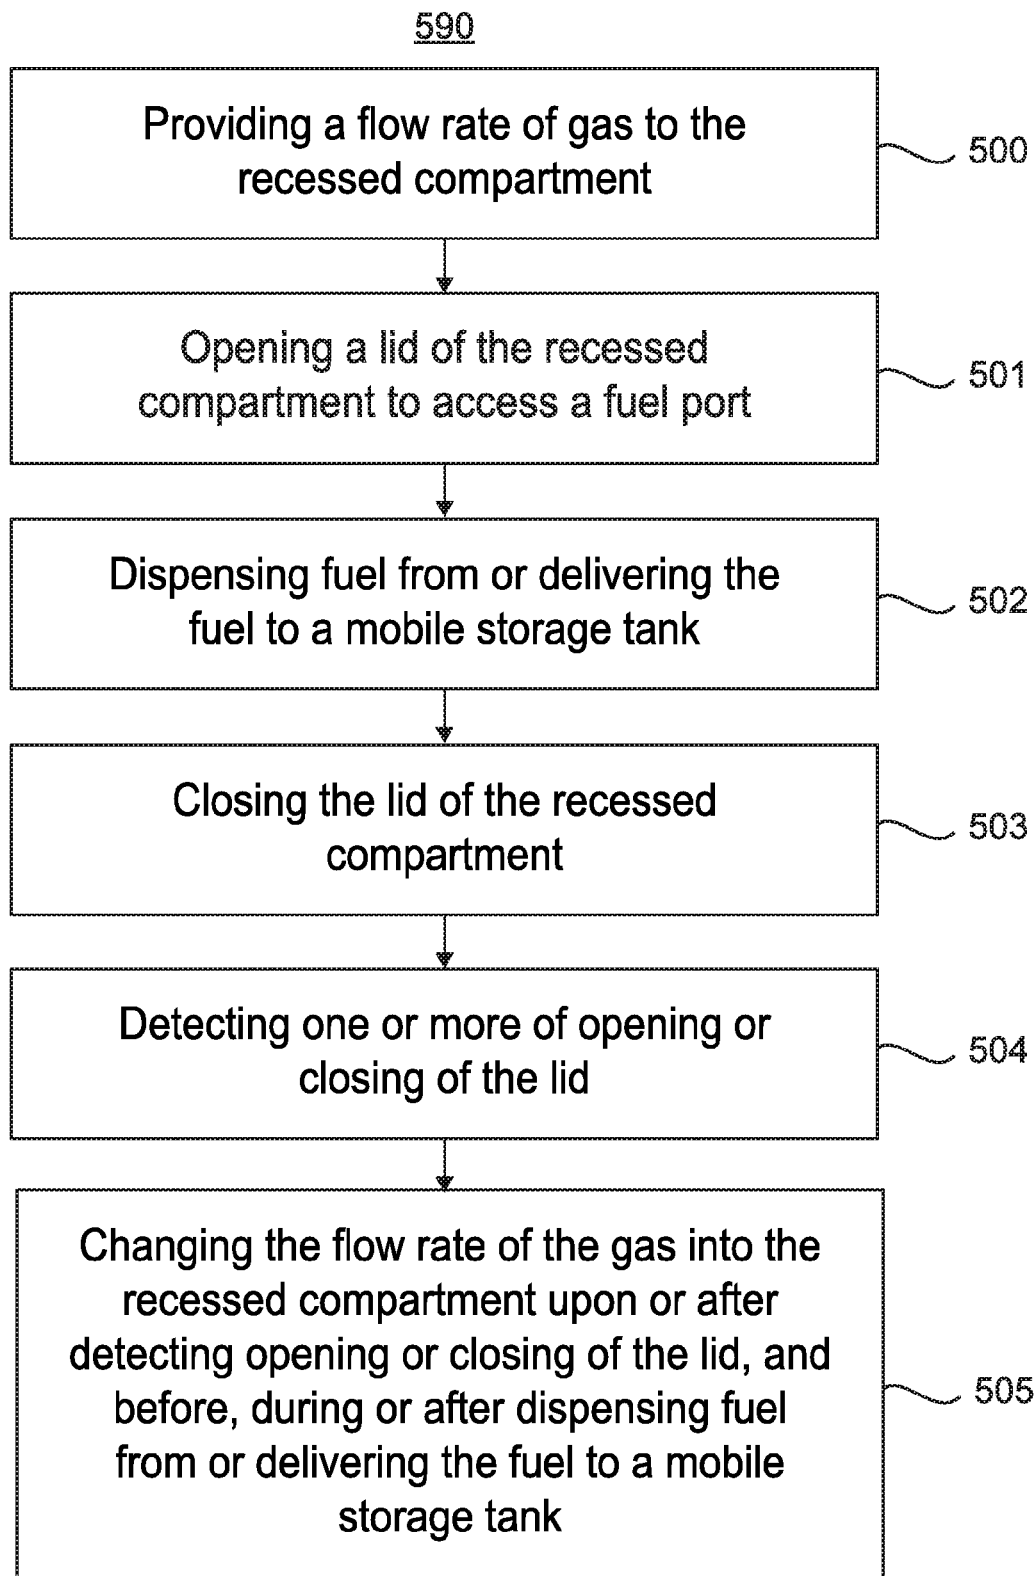 590
Providing a flow rate of gas to the
recessed compartment
500
Opening a lid of the recessed
compartment to access a fuel port
501
Dispensing fuel from or delivering the
fuel to a mobile storage tank
502
Closing the lid of the recessed
compartment
503
Detecting one or more of opening or
closing of the lid
504
Changing the flow rate of the gas into the
recessed compartment upon or after
detecting opening or closing of the lid, and
before, during or after dispensing fuel
from or delivering the fuel to a mobile
storage tank
505